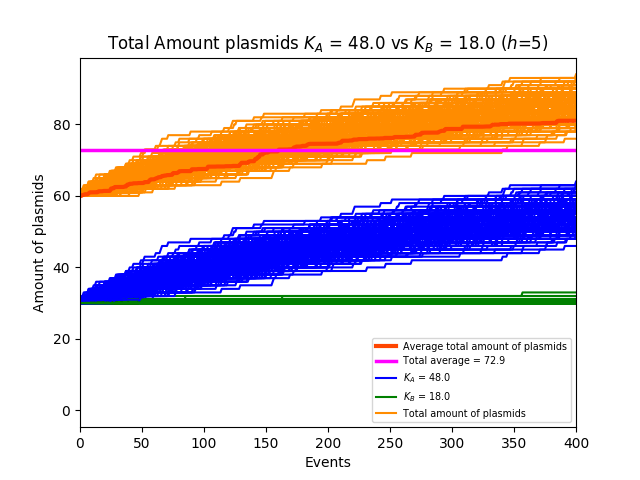 Total Amount plasmids K_A = 48.0 vs K_B = 18.0 (h=5)
Amount of plasmids
80
60
40
20
0
Average total amount of plasmids
Total average = 72.9
K_A = 48.0
K_B = 18.0
Total amount of plasmids
0 50 100 150 200 250 300 350 400
Events